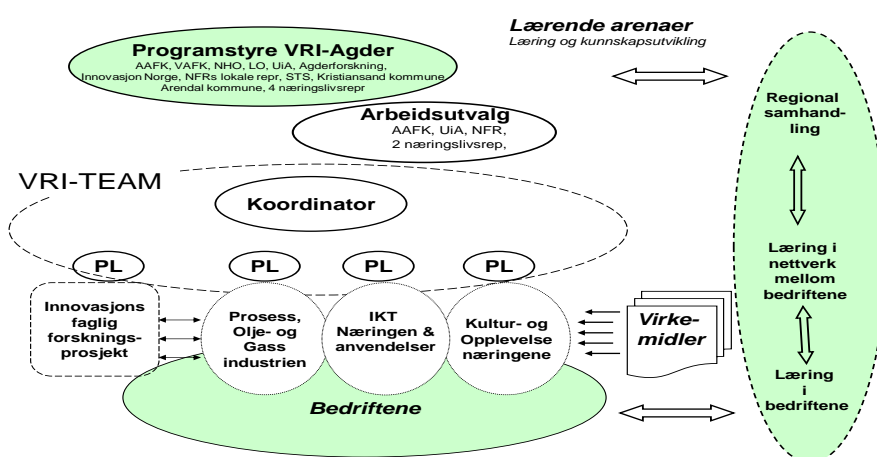 Lærende arenaer
Læring og kunnskapsutvikling
Programstyre VRI-Agder
AAFK, VAFK, NHO, LO, UiA, Agderforskning,
Innovasjon Norge, NFRs lokale repr, STS, Kristiansand kommune
Arendal kommune, 4 næringslivsrepr
Arbeidsutvalg
AAFK, UiA, NFR,
2 næringslivsrep,
VRI-TEAM
Koordinator
PL
PL
PL
PL
Innovasjons
faglig
forsknings-
prosjekt
Prosess,
Olje- og
Gass
industrien
IKT
Næringen &
anvendelser
Kultur- og
Opplevelse
næringene
Virke-
midler
Bedriftene
Regional
samhand-
ling
Læring i
nettverk
mellom
bedriftene
Læring
i
bedriftene